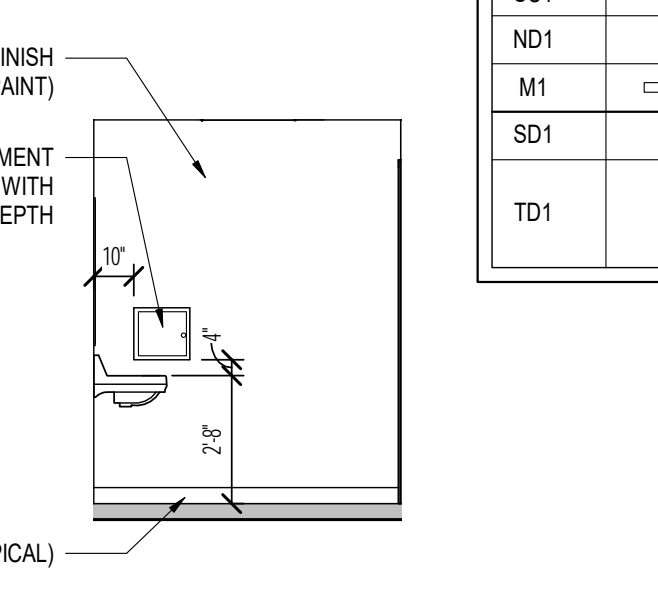 INISH
AINT)
MENT
WITH
EPTH
10"
4"
2'-8"
PICAL)
ND1
M1
SD1
TD1